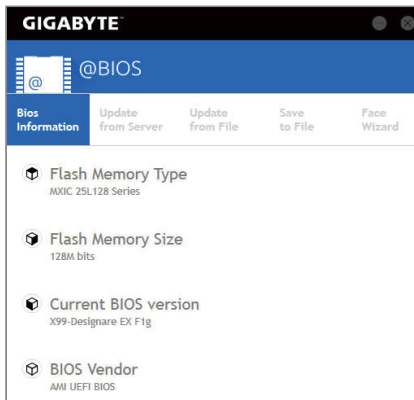 GIGABYTE™
@
@BIOS
Bios Information
Update from Server
Update from File
Save to File
Face Wizard
Flash Memory Type
MXIC 25L128 Series
Flash Memory Size
128M bits
Current BIOS version
X99-Designare EX F1g
BIOS Vendor
AMI UEFI BIOS